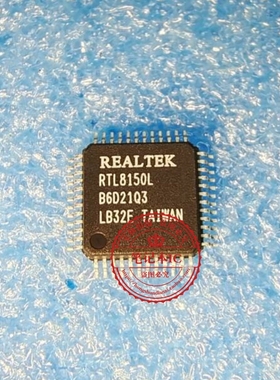 REALTEK
RTL8150L
B6D21Q3
LB32F TAIWAN